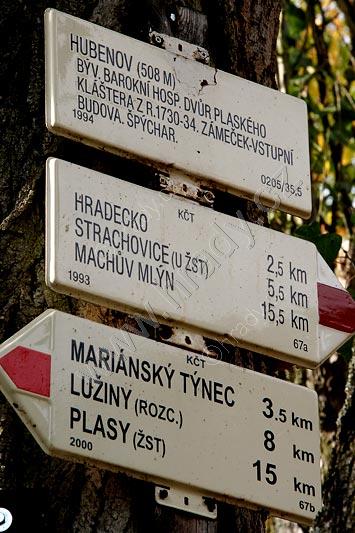 HUBENOV (508 M)
BÝV. BAROKNÍ HOSP. DVŮR PLASKÉHO
KLÁŠTERA Z R.1730-34. ZÁMEČEK-VSTUPNÍ
BUDOVA. ŠPÝCHAR.
1994
0205/35,5
KČT
HRADECKO 2,5 km
STRACHOVICE (U ŽST) 5,5 km
MACHŮV MLÝN 15,5 km
1993
67a
KČT
MARIÁNSKÝ TÝNEC 3.5 km
LUŽINY (ROZC.) 8 km
PLASY (ŽST) 15 km
2000
67b